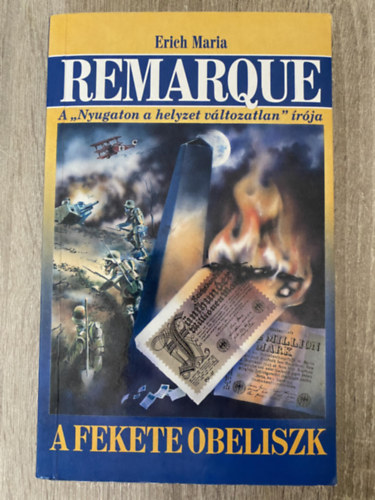 Erich Maria
REMARQUE
A „Nyugaton a helyzet változatlan” írója
MILLION
MARK
A FEKETE OBELISZK